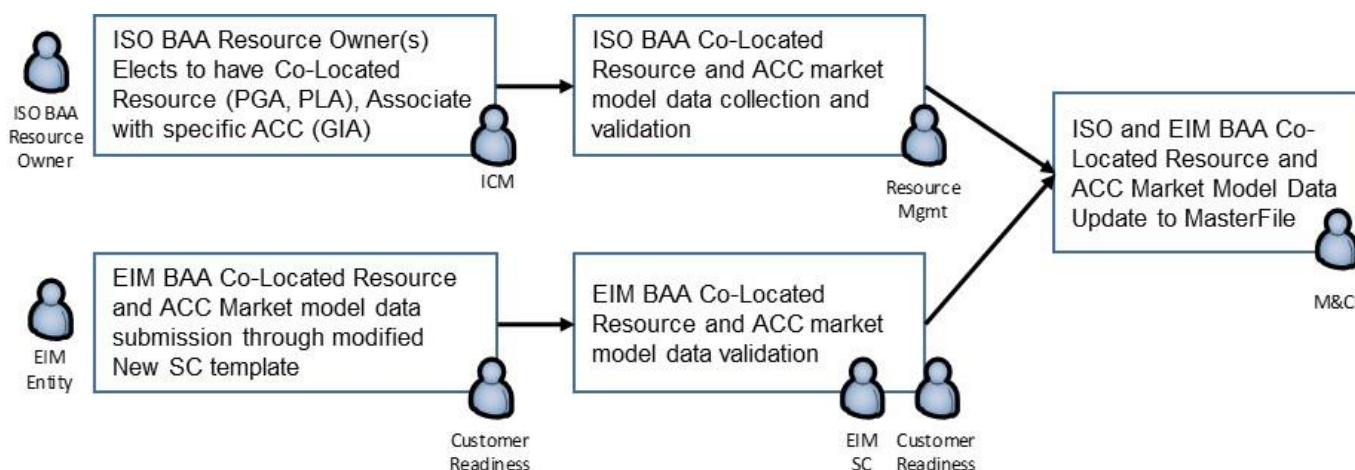 ISO BAA Resource Owner(s)
Elects to have Co-Located
Resource (PGA, PLA), Associate
with specific ACC (GIA)
ISO BAA
Resource
Owner
ICM
ISO BAA Co-Located
Resource and ACC market
model data collection and
validation
Resource
Mgmt
ISO and EIM BAA Co-
Located Resource and
ACC Market Model Data
Update to MasterFile
M&C
EIM BAA Co-Located Resource
and ACC Market model data
submission through modified
New SC template
EIM
Entity
Customer
Readiness
EIM BAA Co-Located
Resource and ACC market
model data validation
EIM
SC
Customer
Readiness